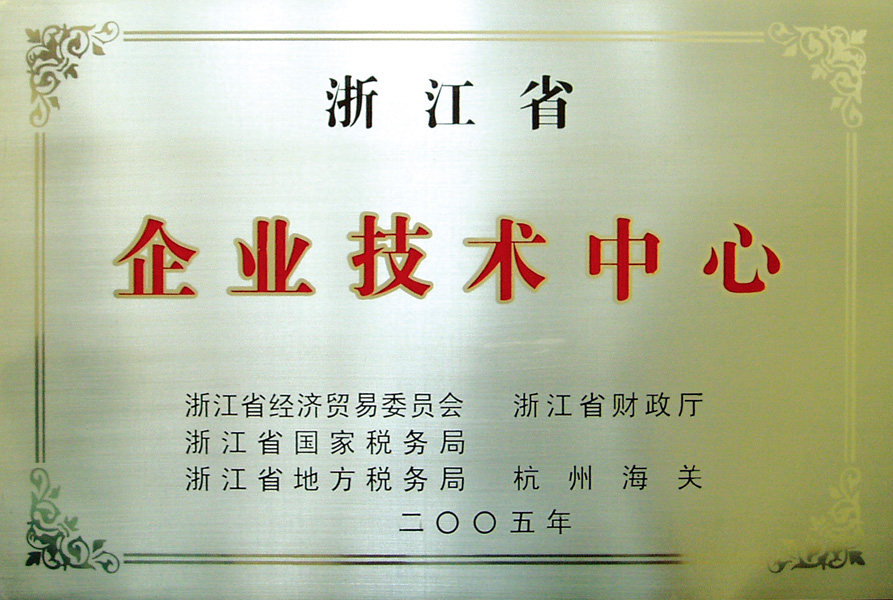 浙江省
企业技术中心
浙江省经济贸易委员会 浙江省财政厅
浙江省国家税务局
浙江省地方税务局 杭州海关
二〇〇五年